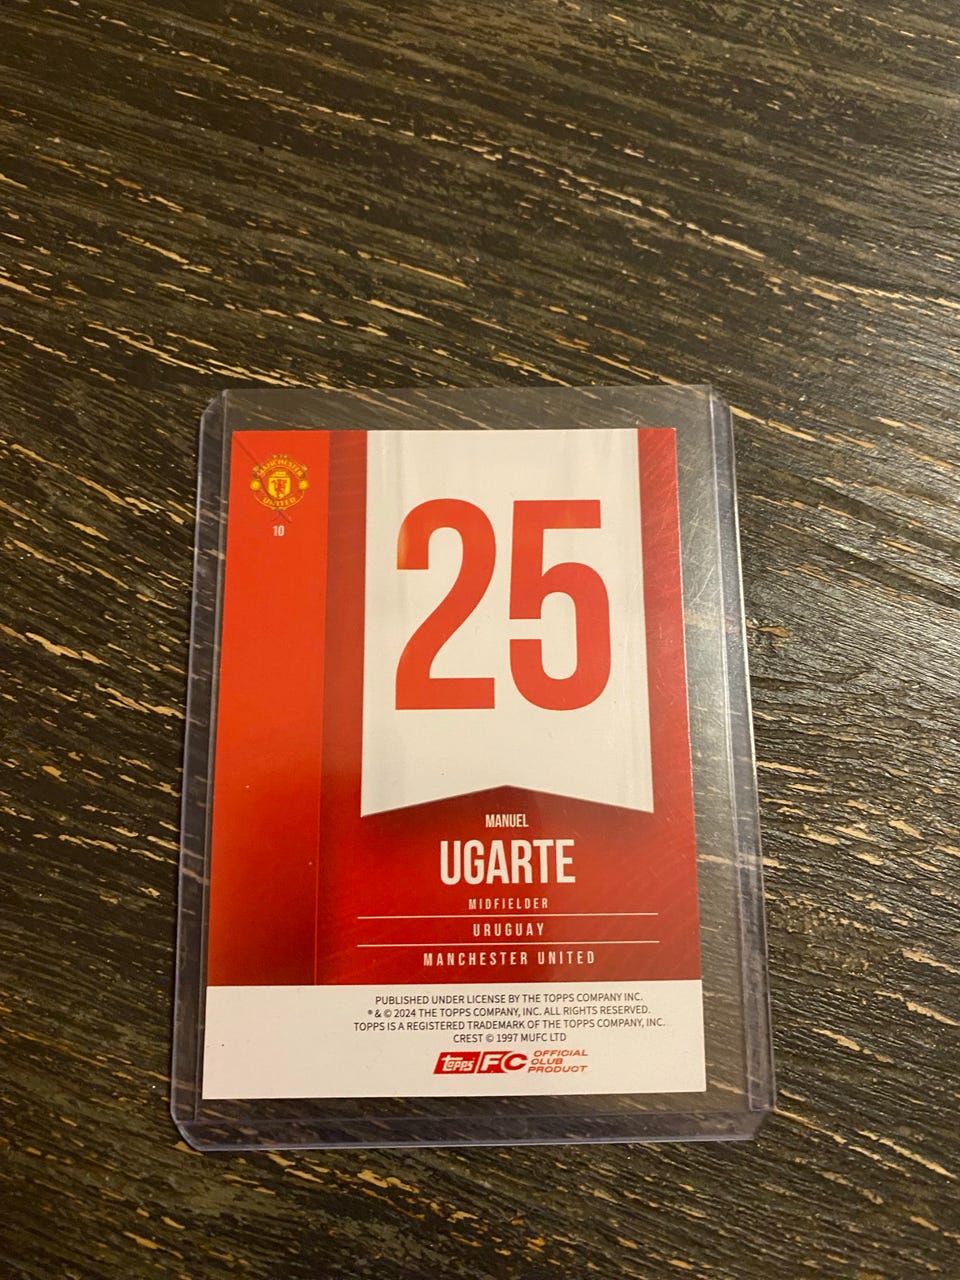 MANCHESTER
UNITED
10
25
MANUEL
UGARTE
MIDFIELDER
URUGUAY
MANCHESTER UNITED
PUBLISHED UNDER LICENSE BY THE TOPPS COMPANY INC.
® & © 2024 THE TOPPS COMPANY, INC. ALL RIGHTS RESERVED.
TOPPS IS A REGISTERED TRADEMARK OF THE TOPPS COMPANY, INC.
CREST © 1997 MUFC LTD
topps FC OFFICIAL
CLUB
PRODUCT